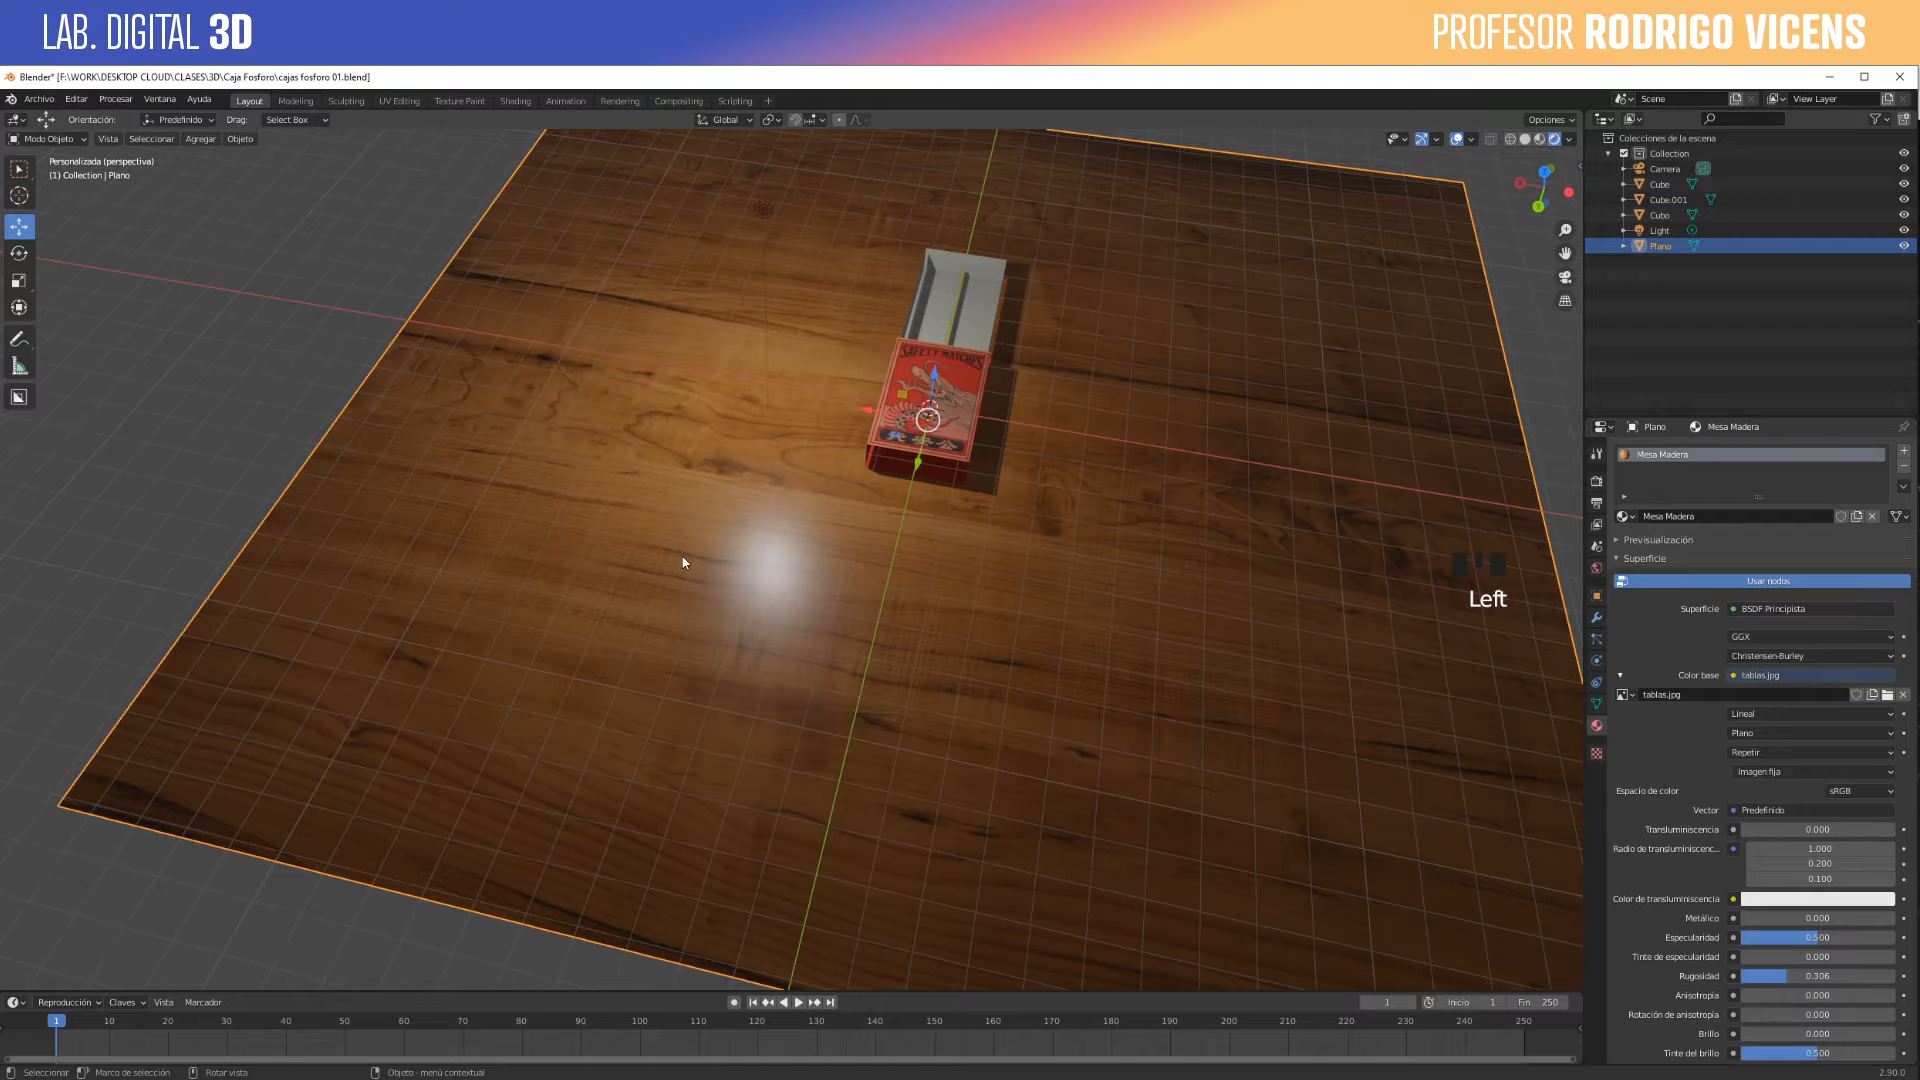 LAB. DIGITAL 3D
PROFESOR RODRIGO VICENS
Blender* [F:\WORK\DESKTOP CLOUD\CLASES\3D\Caja Fosforo\cajas fosforo 01.blend]
Archivo Editar Procesar Ventana Ayuda
Layout Modeling Sculpting UV Editing Texture Paint Shading Animation Rendering Compositing Scripting +
Scene
View Layer
Orientación: Predefinido Drag: Select Box
Global
Opciones
Modo Objeto Vista Seleccionar Agregar Objeto
Personalizada (perspectiva)
(1) Collection | Plano
Colecciones de la escena
Collection
Camera
Cube
Cube.001
Cubo
Light
Plano
SAFETY MATCHES
Left
Plano Mesa Madera
Mesa Madera
Mesa Madera
Previsualización
Superficie
Usar nodos
Superficie BSDF Principista
GGX
Christensen-Burley
Color base tablas.jpg
tablas.jpg
Lineal
Plano
Repetir
Imagen fija
Espacio de color sRGB
Vector Predefinido
Transluminiscencia 0.000
Radio de transluminiscenc... 1.000
0.200
0.100
Color de transluminiscencia
Metálico 0.000
Especularidad 0.500
Tinte de especularidad 0.000
Rugosidad 0.306
Anisotropía 0.000
Rotación de anisotropía 0.000
Brillo 0.000
Tinte del brillo 0.500
Reproducción Claves Vista Marcador
1 Inicio 1 Fin 250
1 10 20 30 40 50 60 70 80 90 100 110 120 130 140 150 160 170 180 190 200 210 220 230 240 250
Seleccionar Marco de selección Rotar vista Objeto - menú contextual
2.90.0